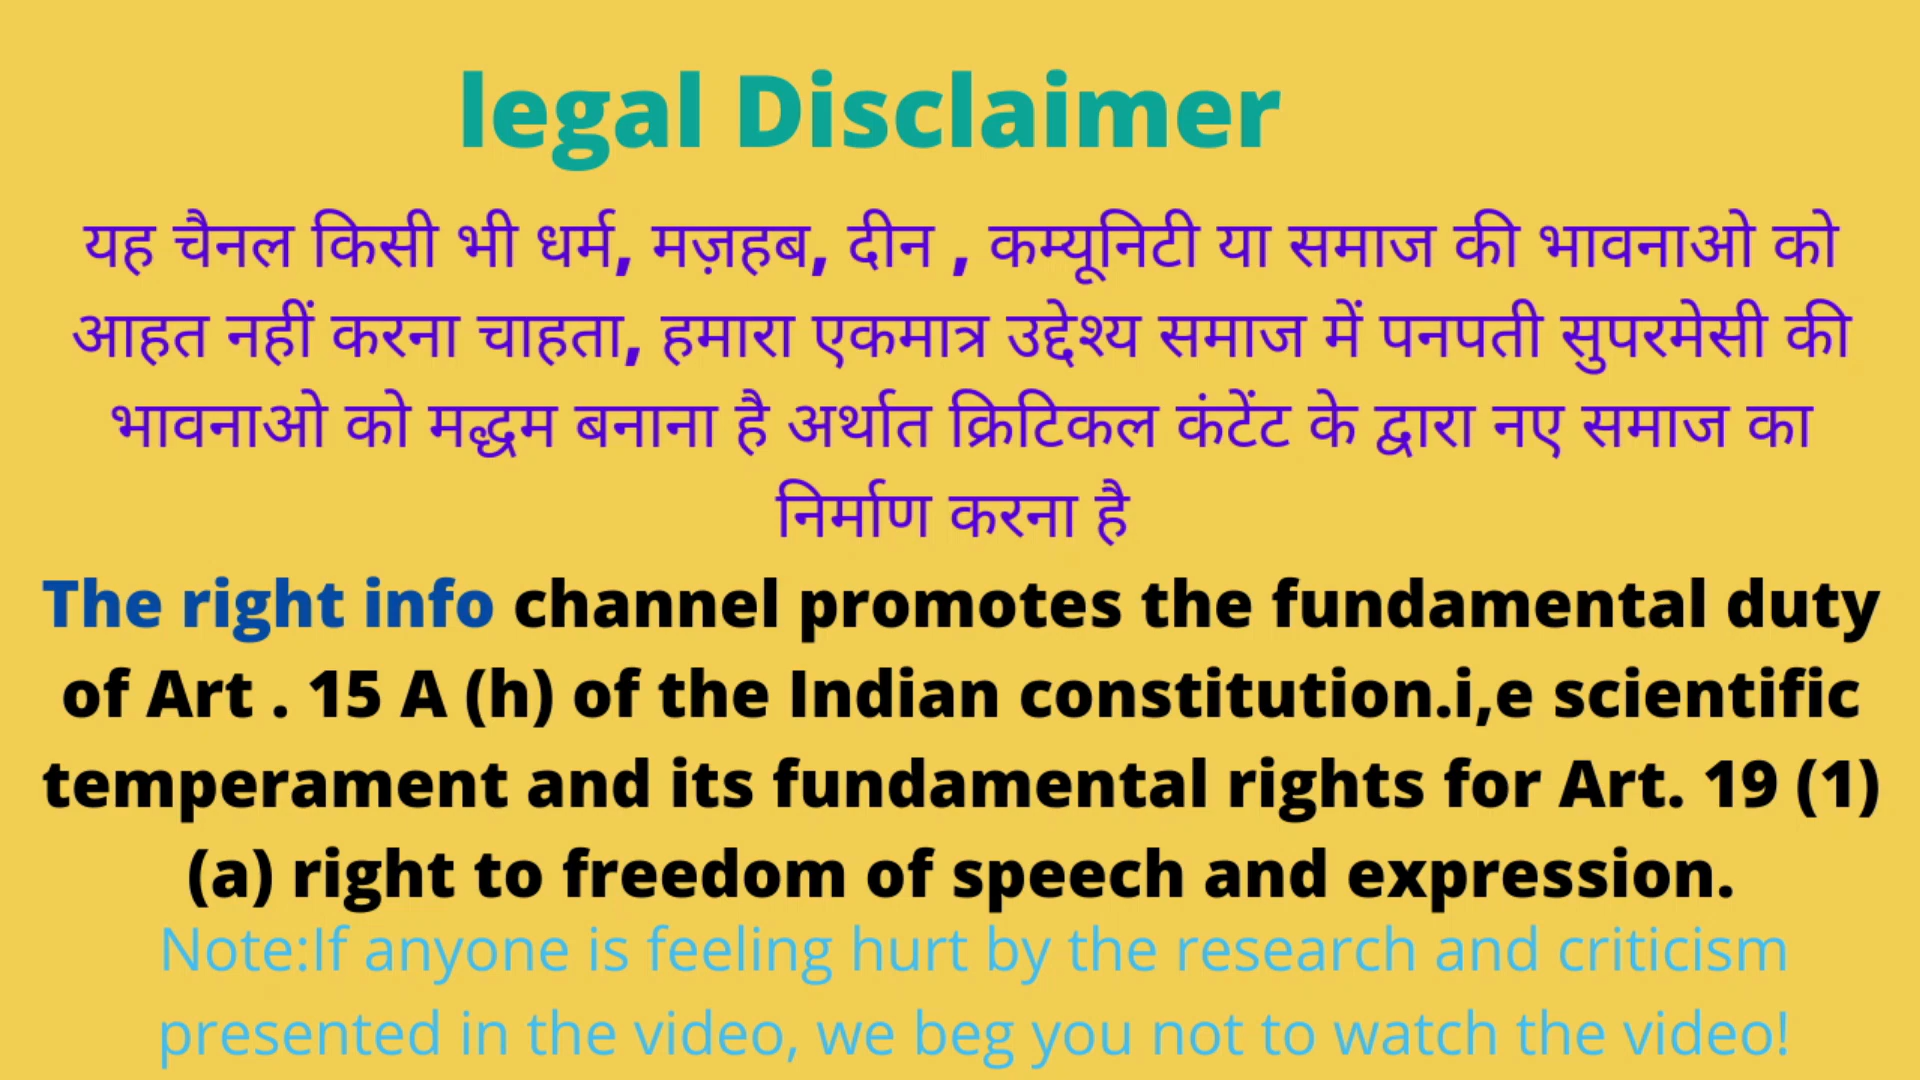 legal Disclaimer
यह चैनल किसी भी धर्म, मज़हब, दीन , कम्यूनिटी या समाज की भावनाओ को
आहत नहीं करना चाहता, हमारा एकमात्र उद्देश्य समाज में पनपती सुपरमेसी की
भावनाओ को मद्धम बनाना है अर्थात क्रिटिकल कंटेंट के द्वारा नए समाज का
निर्माण करना है
The right info channel promotes the fundamental duty
of Art . 15 A (h) of the Indian constitution.i,e scientific
temperament and its fundamental rights for Art. 19 (1)
(a) right to freedom of speech and expression.
Note:If anyone is feeling hurt by the research and criticism
presented in the video, we beg you not to watch the video!